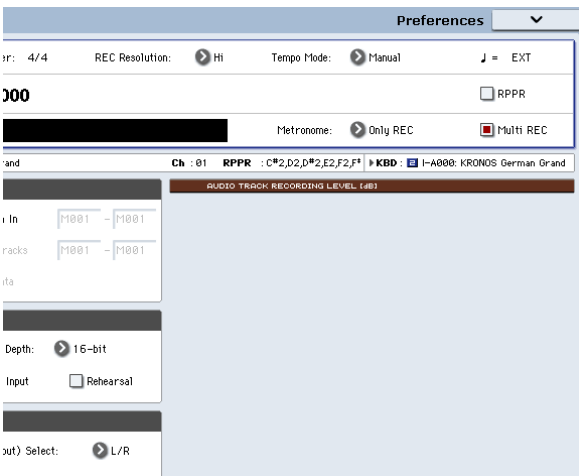 Preferences
er: 4/4 REC Resolution: Hi Tempo Mode: Manual ♩ = EXT
000 RPPR
Metronome: Only REC Multi REC
rand Ch : 01 RPPR : C#2,D2,D#2,E2,F2,F# KBD : I-A000: KRONOS German Grand
AUDIO TRACK RECORDING LEVEL [dB]
In M001 - M001
racks M001 - M001
ata
Depth: 16-bit
Input Rehearsal
out) Select: L/R